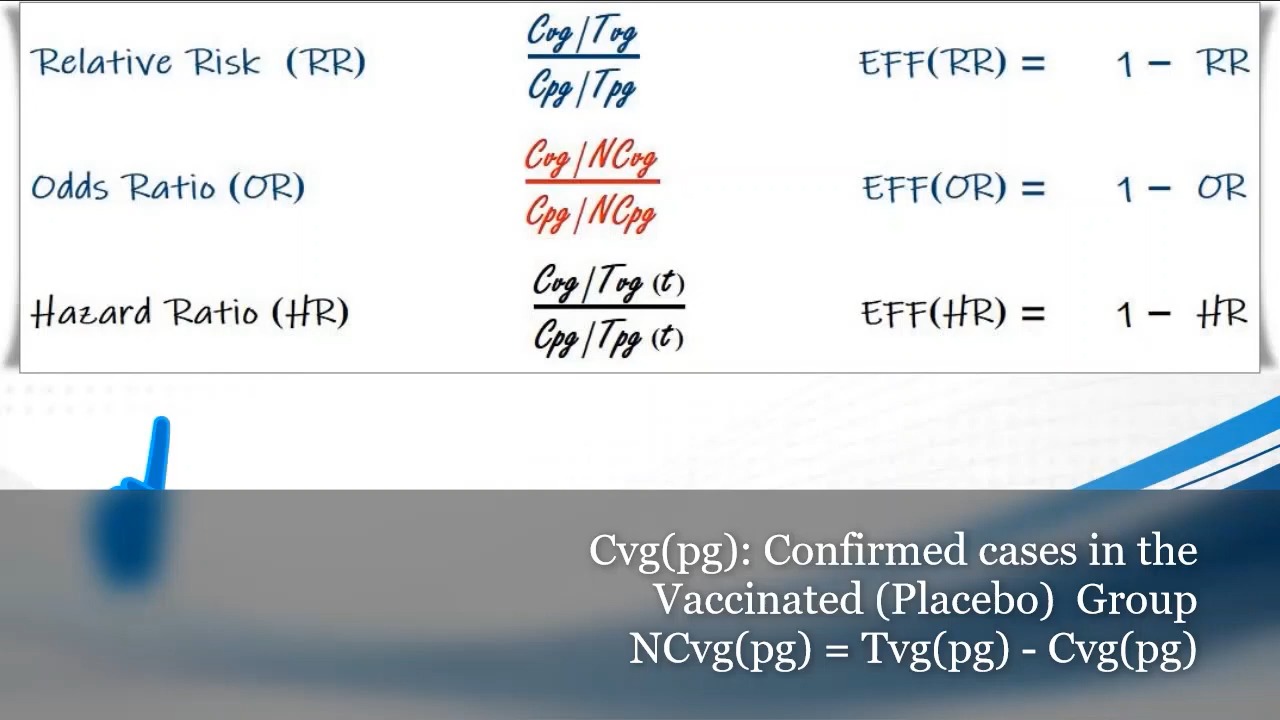 Relative Risk (RR) Cvg/Tvg EFF(RR) = 1 - RR
Cpg/Tpg
Odds Ratio (OR) Cvg/NCvg EFF(OR) = 1 - OR
Cpg/NCpg
Hazard Ratio (HR) Cvg/Tvg (t) EFF(HR) = 1 - HR
Cpg/Tpg (t)
Cvg(pg): Confirmed cases in the
Vaccinated (Placebo) Group
NCvg(pg) = Tvg(pg) - Cvg(pg)